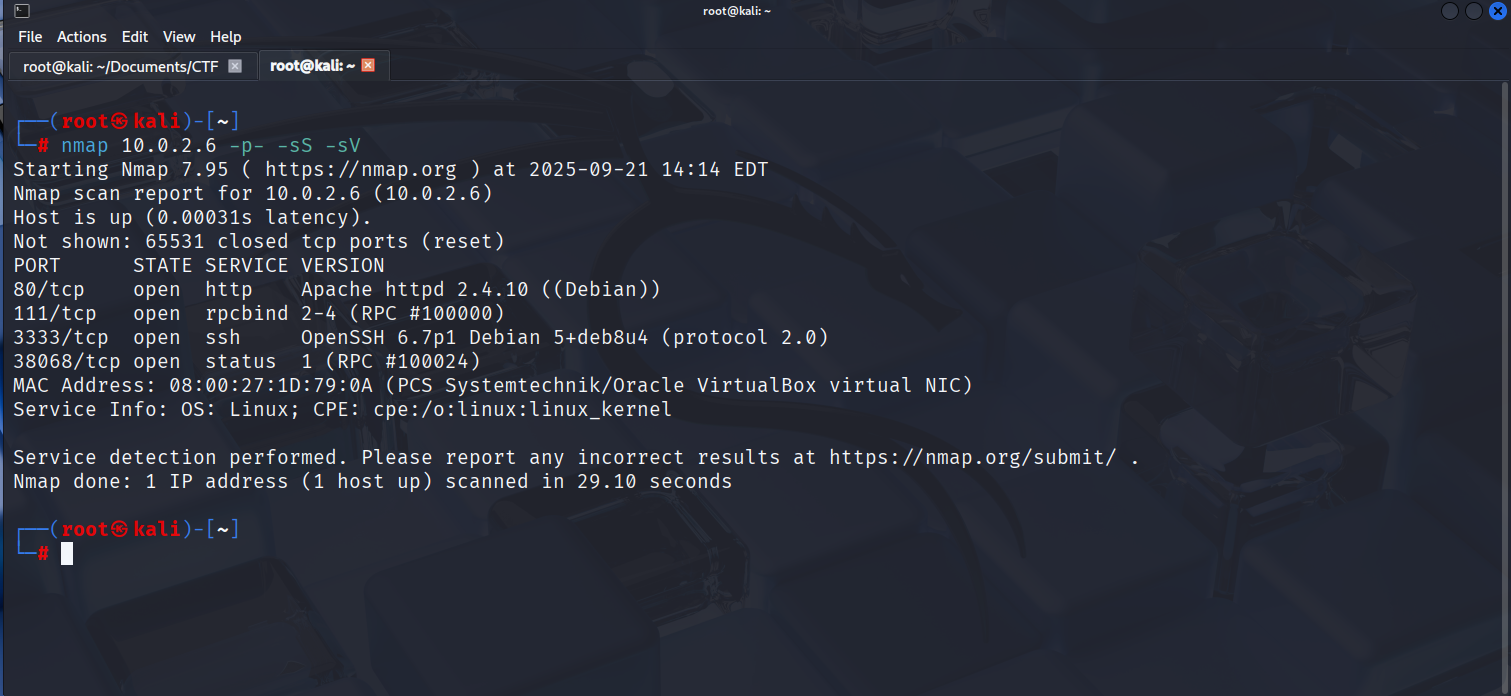 root@kali: ~
File Actions Edit View Help
root@kali: ~/Documents/CTF
root@kali: ~
┌──(root㉿kali)-[~]
└─# nmap 10.0.2.6 -p- -sS -sV
Starting Nmap 7.95 ( https://nmap.org ) at 2025-09-21 14:14 EDT
Nmap scan report for 10.0.2.6 (10.0.2.6)
Host is up (0.00031s latency).
Not shown: 65531 closed tcp ports (reset)
PORT      STATE SERVICE VERSION
80/tcp    open  http    Apache httpd 2.4.10 ((Debian))
111/tcp   open  rpcbind 2-4 (RPC #100000)
3333/tcp  open  ssh     OpenSSH 6.7p1 Debian 5+deb8u4 (protocol 2.0)
38068/tcp open  status  1 (RPC #100024)
MAC Address: 08:00:27:1D:79:0A (PCS Systemtechnik/Oracle VirtualBox virtual NIC)
Service Info: OS: Linux; CPE: cpe:/o:linux:linux_kernel
Service detection performed. Please report any incorrect results at https://nmap.org/submit/ .
Nmap done: 1 IP address (1 host up) scanned in 29.10 seconds
┌──(root㉿kali)-[~]
└─#